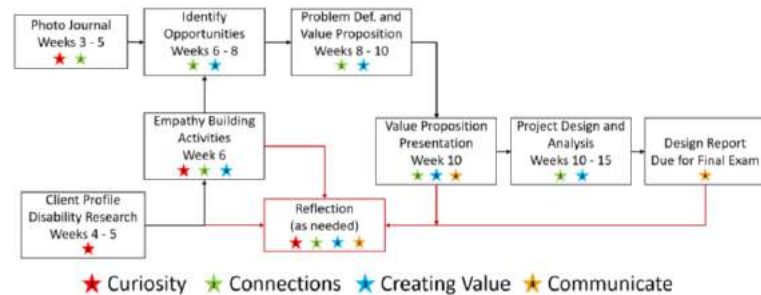 Photo Journal
Weeks 3 - 5
Identify
Opportunities
Weeks 6 - 8
Problem Def. and
Value Proposition
Weeks 8 - 10
Empathy Building
Activities
Week 6
Value Proposition
Presentation
Week 10
Project Design and
Analysis
Weeks 10 - 15
Design Report
Due for Final Exam
Client Profile
Disability Research
Weeks 4 - 5
Reflection
(as needed)
Curiosity Connections Creating Value Communicate